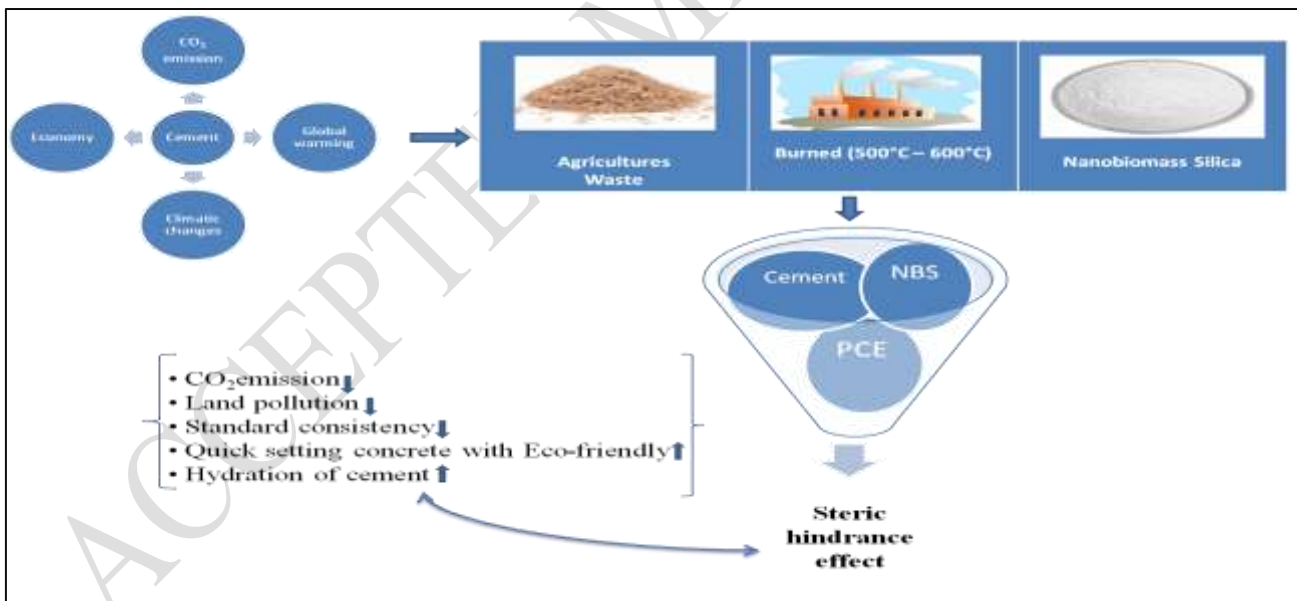 CO₂
emission
Economy
Cement
Global
warming
Climatic
changes
Agricultures
Waste
Burned (500°C – 600°C)
Nanobiomass Silica
Cement
NBS
PCE
• CO₂emission⬇
• Land pollution⬇
• Standard consistency⬇
• Quick setting concrete with Eco-friendly⬆
• Hydration of cement⬆
Steric
hindrance
effect
ACCEPTE